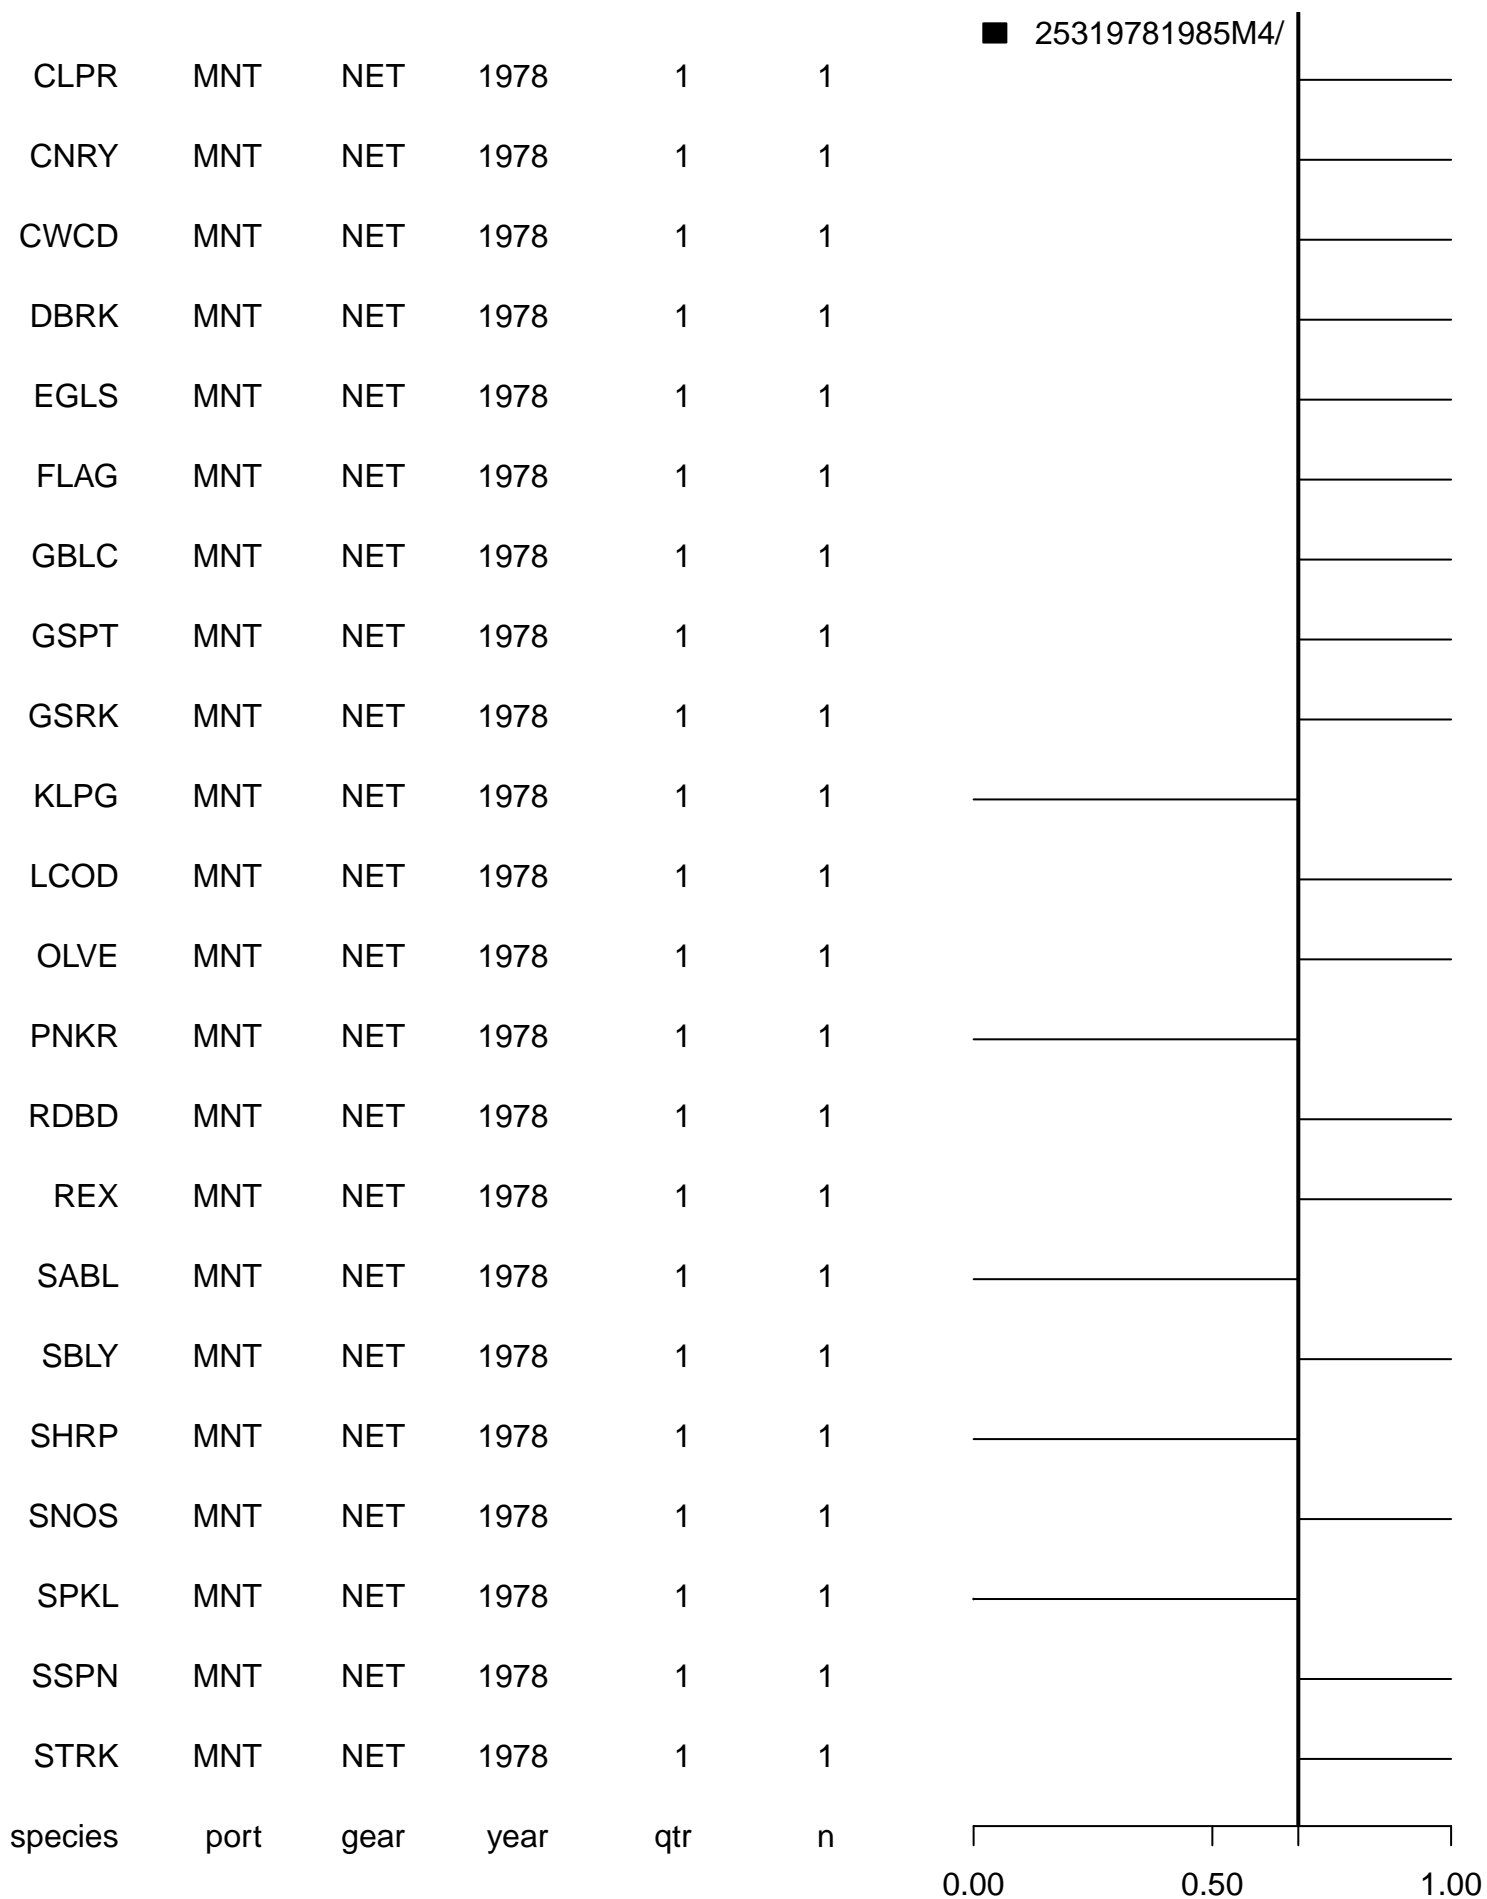 25319781985M4/
CLPR MNT NET 1978 1 1
CNRY MNT NET 1978 1 1
CWCD MNT NET 1978 1 1
DBRK MNT NET 1978 1 1
EGLS MNT NET 1978 1 1
FLAG MNT NET 1978 1 1
GBLC MNT NET 1978 1 1
GSPT MNT NET 1978 1 1
GSRK MNT NET 1978 1 1
KLPG MNT NET 1978 1 1
LCOD MNT NET 1978 1 1
OLVE MNT NET 1978 1 1
PNKR MNT NET 1978 1 1
RDBD MNT NET 1978 1 1
REX MNT NET 1978 1 1
SABL MNT NET 1978 1 1
SBLY MNT NET 1978 1 1
SHRP MNT NET 1978 1 1
SNOS MNT NET 1978 1 1
SPKL MNT NET 1978 1 1
SSPN MNT NET 1978 1 1
STRK MNT NET 1978 1 1
species port gear year qtr n
0.00 0.50 1.00